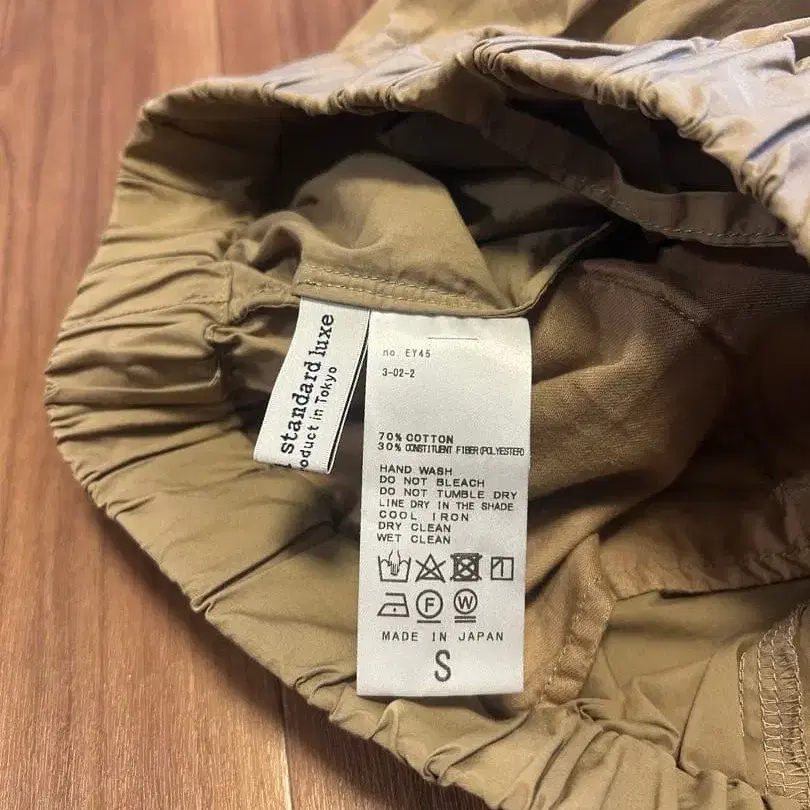 standard luxe
oduct in Tokyo
no. EY45
3-02-2
70% COTTON
30% CONSTITUENT FIBER(POLYESTER)
HAND WASH
DO NOT BLEACH
DO NOT TUMBLE DRY
LINE DRY IN THE SHADE
COOL IRON
DRY CLEAN
WET CLEAN
F W
MADE IN JAPAN
S